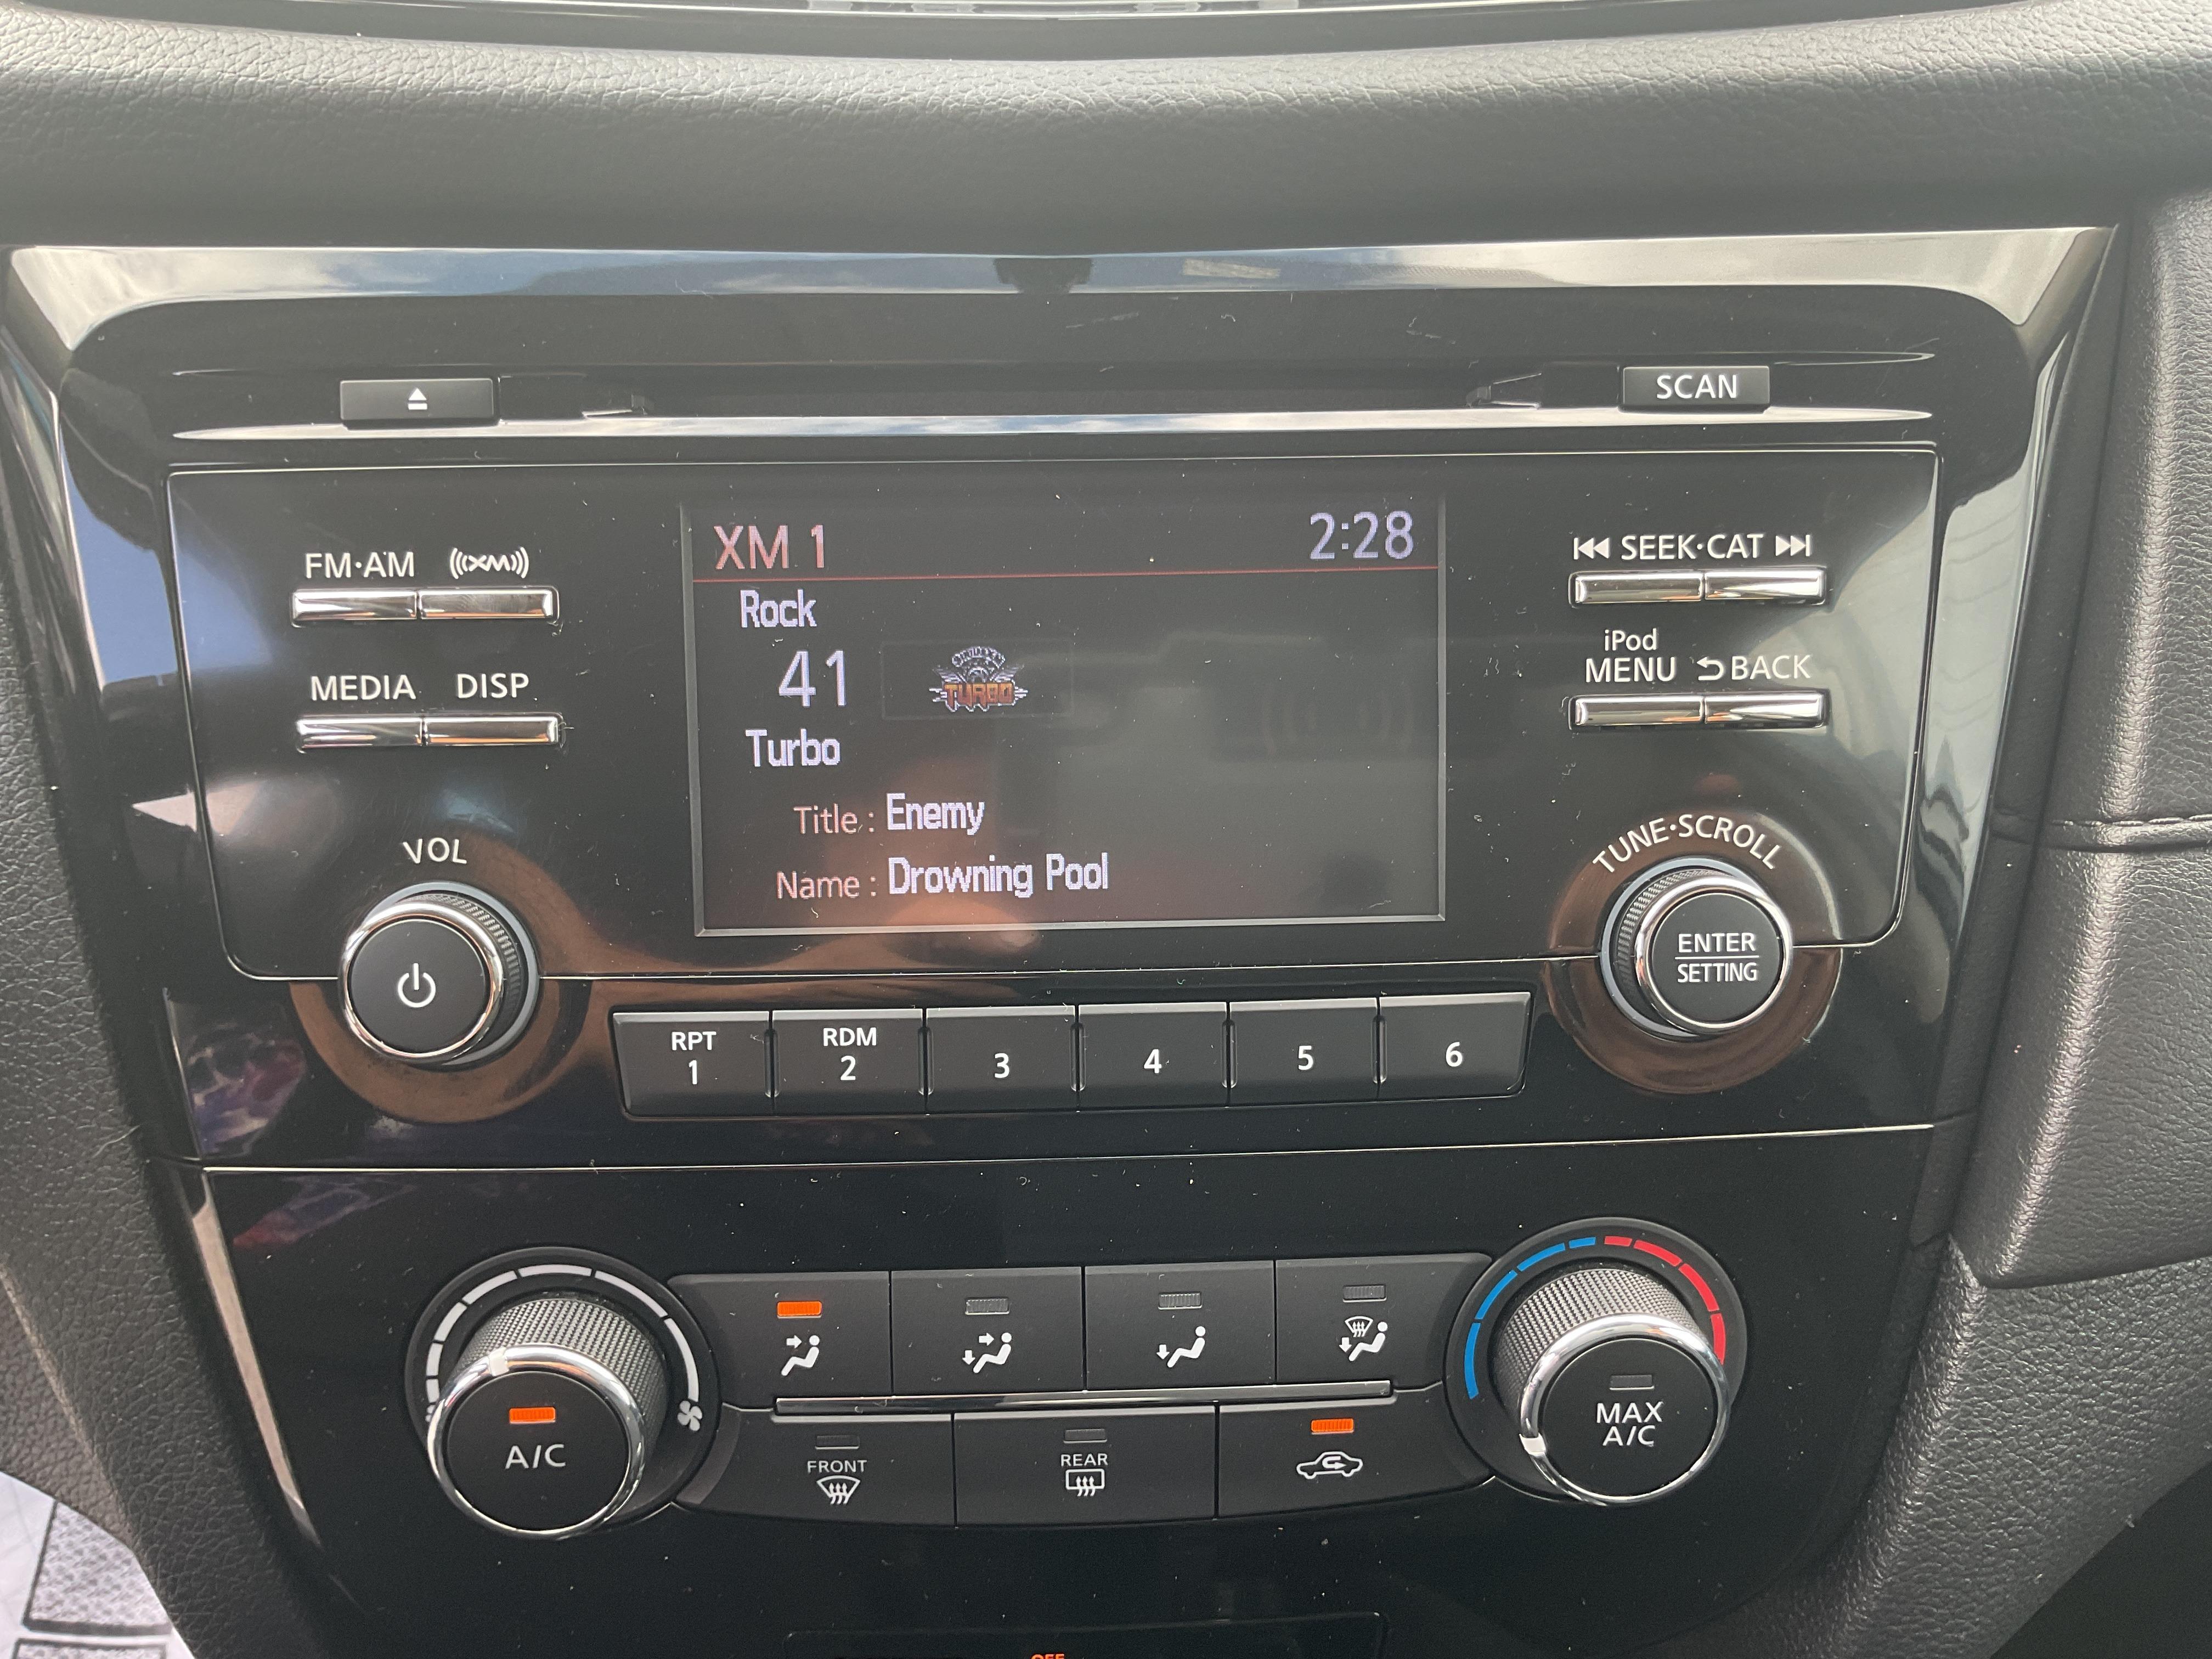 SCAN
FM·AM
((XM))
XM 1
2:28
SEEK·CAT
Rock
iPod
MEDIA
DISP
41
TURBO
MENU
BACK
Turbo
Title : Enemy
VOL
TUNE·SCROLL
Name : Drowning Pool
ENTER
SETTING
RPT
1
RDM
2
3
4
5
6
A/C
MAX
A/C
FRONT
REAR
OFF